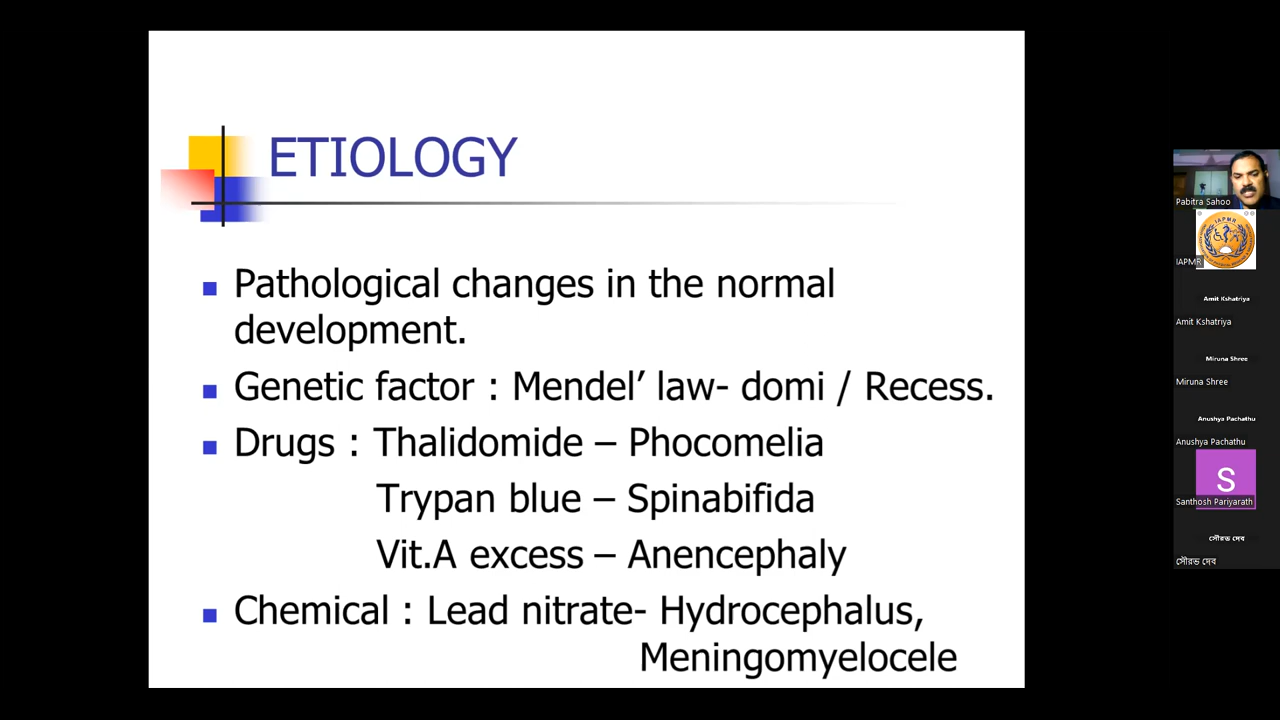 ETIOLOGY
Pathological changes in the normal
development.
Genetic factor : Mendel’ law- domi / Recess.
Drugs : Thalidomide – Phocomelia
Trypan blue – Spinabifida
Vit.A excess – Anencephaly
Chemical : Lead nitrate- Hydrocephalus,
Meningomyelocele
Pabitra Sahoo
IAPMR
IAPMR
Amit Kshatriya
Amit Kshatriya
Miruna Shree
Miruna Shree
Anushya Pachathu
Anushya Pachathu
S
Santhosh Pariyarath
সৌরভ দেব
সৌরভ দেব